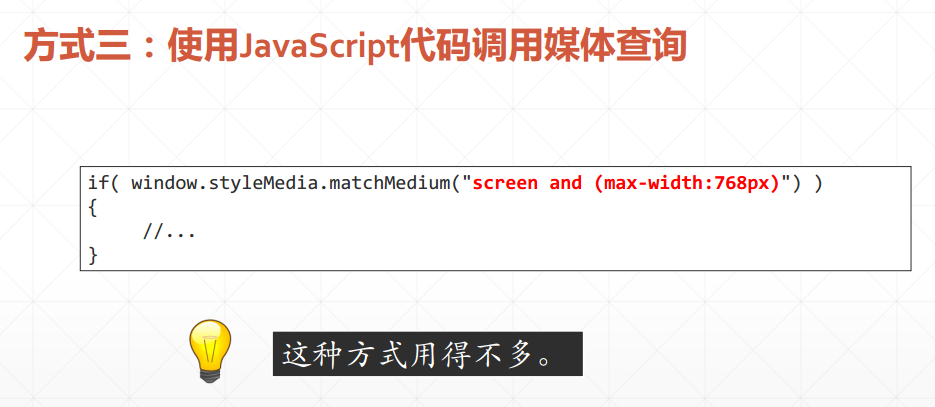 方式三：使用JavaScript代码调用媒体查询
if( window.styleMedia.matchMedium("screen and (max-width:768px)") )
{
//...
}
这种方式用得不多。